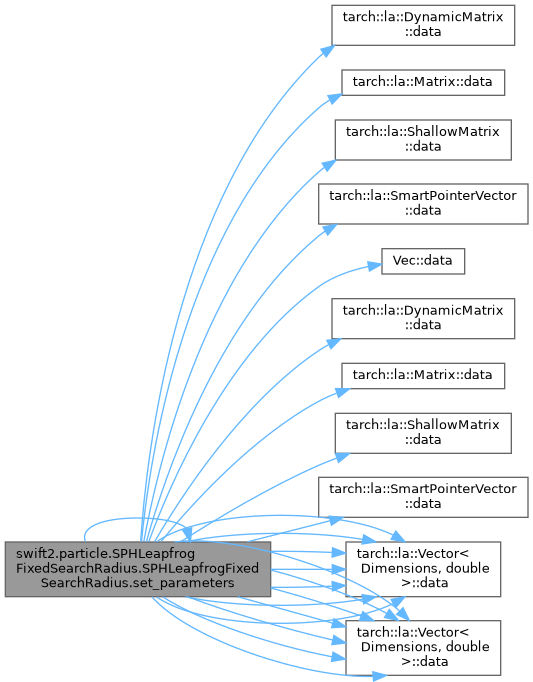 tarch::la::DynamicMatrix
::data
tarch::la::Matrix::data
tarch::la::ShallowMatrix
::data
tarch::la::SmartPointerVector
::data
Vec::data
tarch::la::DynamicMatrix
::data
tarch::la::Matrix::data
tarch::la::ShallowMatrix
::data
tarch::la::SmartPointerVector
::data
swift2.particle.SPHLeapfrog
FixedSearchRadius.SPHLeapfrogFixed
SearchRadius.set_parameters
tarch::la::Vector<
Dimensions, double
>::data
tarch::la::Vector<
Dimensions, double
>::data